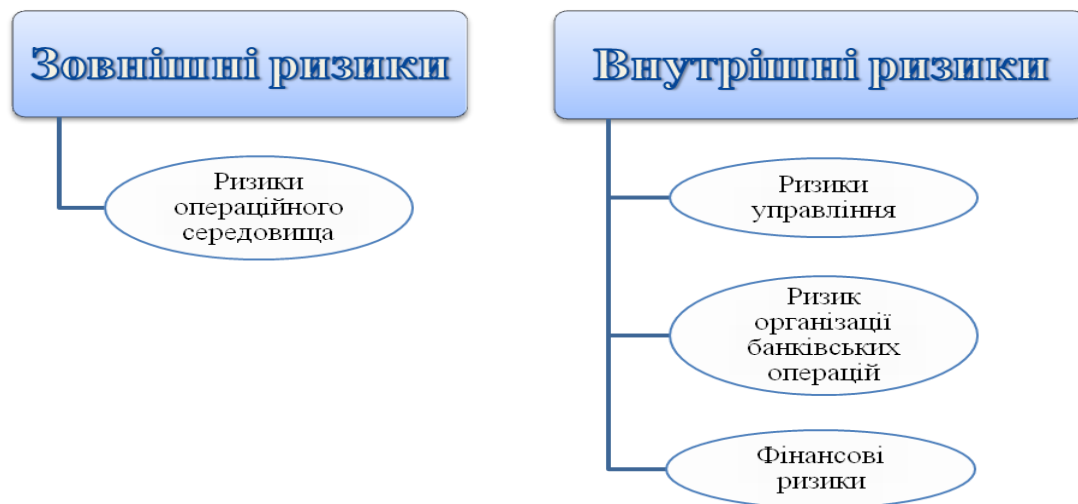 Зовнішні ризики
Ризики
операційного
середовища
Внутрішні ризики
Ризики
управління
Ризик
організації
банківських
операцій
Фінансові
ризики